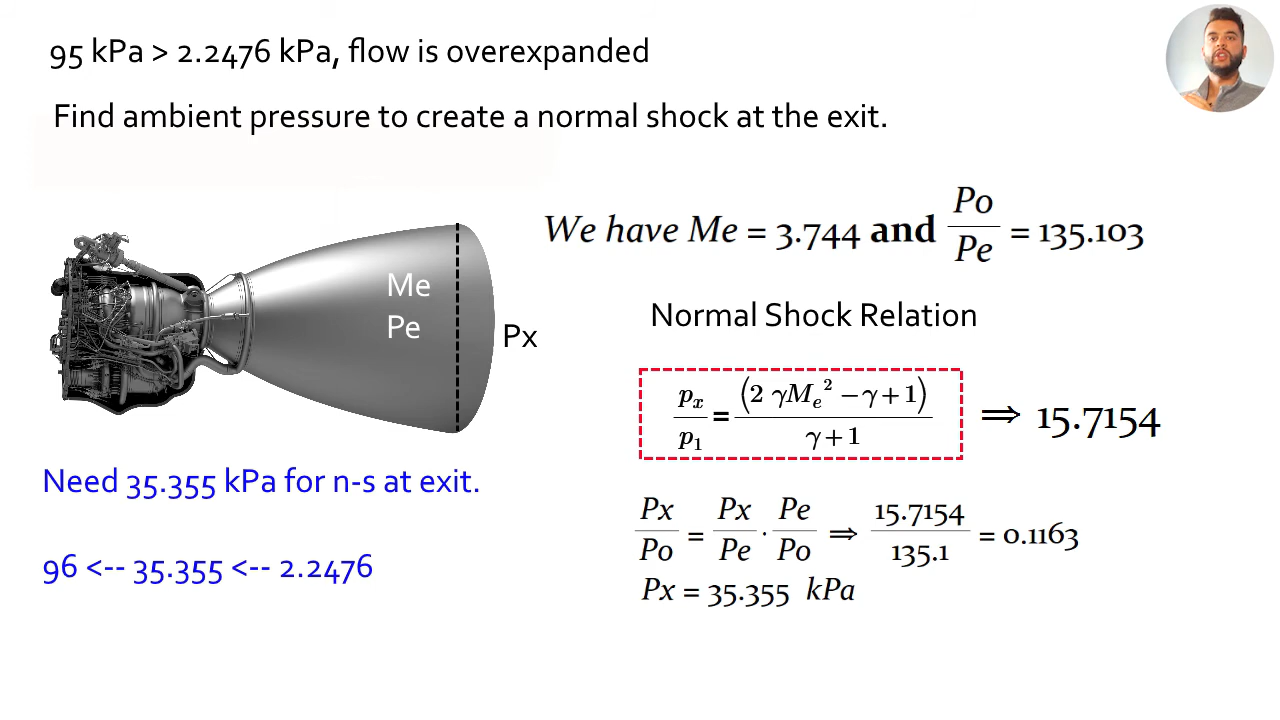 95 kPa > 2.2476 kPa, flow is overexpanded
Find ambient pressure to create a normal shock at the exit.
We have Me = 3.744 and Po/Pe = 135.103
Me
Pe
Px
Normal Shock Relation
p_x/p_1 = (2 γM_e² − γ + 1)/(γ + 1) ⟹ 15.7154
Need 35.355 kPa for n-s at exit.
Px/Po = Px/Pe · Pe/Po ⟹ 15.7154/135.1 = 0.1163
96 <-- 35.355 <-- 2.2476
Px = 35.355 kPa